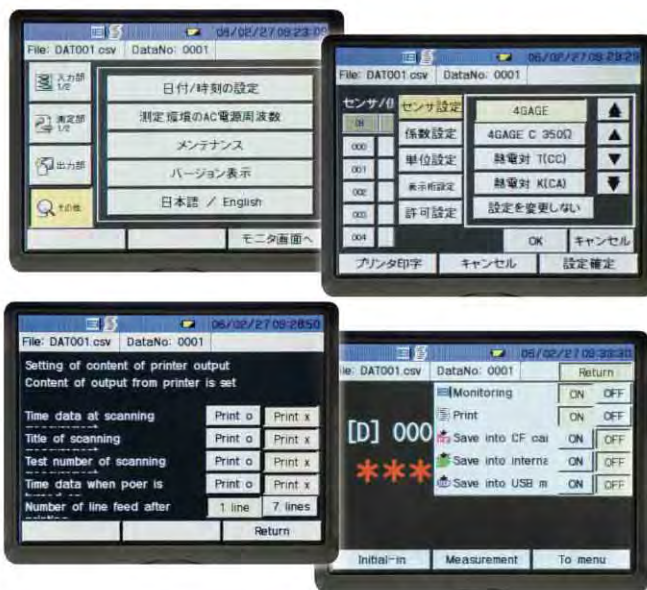 06/02/27 09:23:00
File: DAT001.csv DataNo: 0001
入力部 1/2
測定部 1/2
出力部
その他
日付/時刻の設定
測定環境のAC電源周波数
メンテナンス
バージョン表示
日本語 / English
モニタ画面へ
06/02/27 09:29:29
File: DAT001.csv DataNo: 0001
センサ/係
センサ設定
係数設定
単位設定
表示桁設定
許可設定
000
001
002
003
004
4GAGE
4GAGE C 350Ω
熱電対 T(CC)
熱電対 K(CA)
設定を変更しない
OK キャンセル
プリンタ印字 キャンセル 設定確定
06/02/27 09:28:50
File: DAT001.csv DataNo: 0001
Setting of content of printer output
Content of output from printer is set
Time data at scanning Print o Print x
Title of scanning Print o Print x
Test number of scanning Print o Print x
Time data when poer is Print o Print x
Number of line feed after 1 line 7 lines
Return
06/02/27 09:33:30
File: DAT001.csv DataNo: 0001 Return
[D] 000
***
Monitoring ON OFF
Print ON OFF
Save into CF car ON OFF
Save into interna ON OFF
Save into USB m ON OFF
Initial-in Measurement To menu